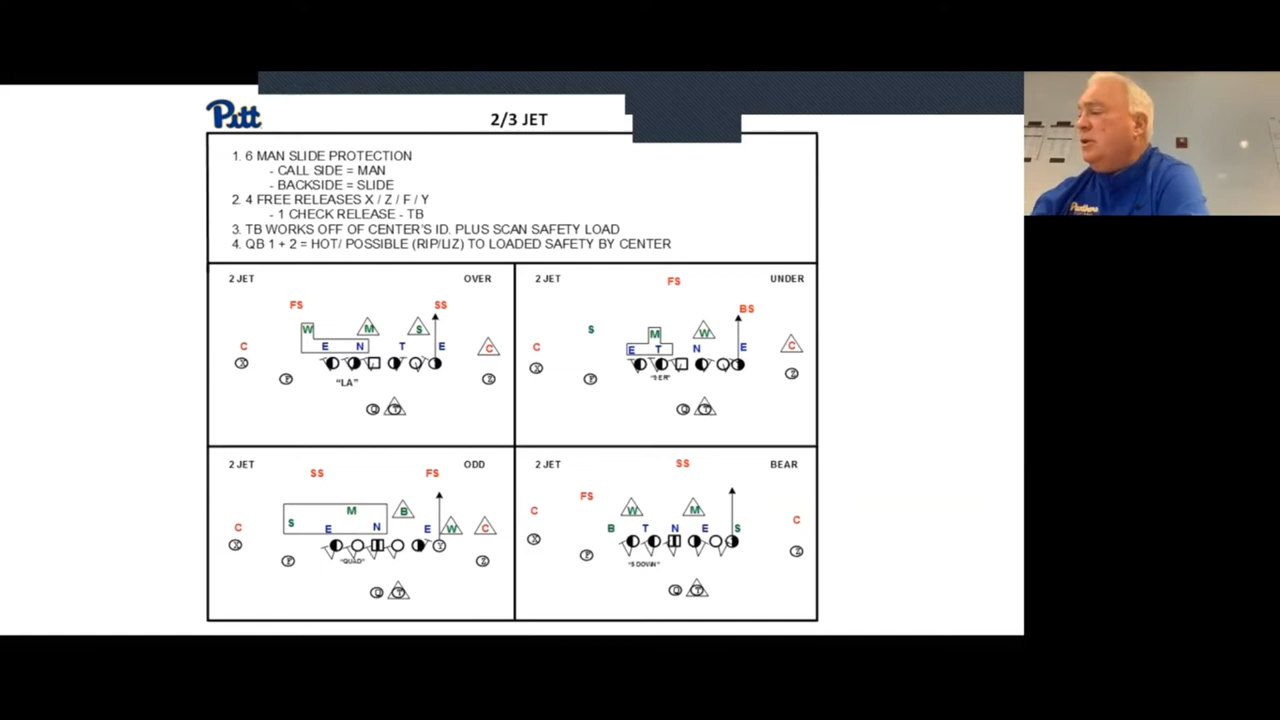 Pitt
2/3 JET
1. 6 MAN SLIDE PROTECTION
- CALL SIDE = MAN
- BACKSIDE = SLIDE
2. 4 FREE RELEASES X / Z / F / Y
- 1 CHECK RELEASE - TB
3. TB WORKS OFF OF CENTER'S ID. PLUS SCAN SAFETY LOAD
4. QB 1 + 2 = HOT/ POSSIBLE (RIP/LIZ) TO LOADED SAFETY BY CENTER
2 JET OVER
FS SS
W M S
C E N T E C
X Z
F
"LA"
Q T
2 JET UNDER
FS
BS
S M W
C E T N E C
X Z
F
Q T
2 JET ODD
SS FS
M B
S W C
C E N E
X Y
F Z
"QUAD"
Q T
2 JET BEAR
SS
FS
C W M C
B T N E S
X Z
F
Q T
Panthers